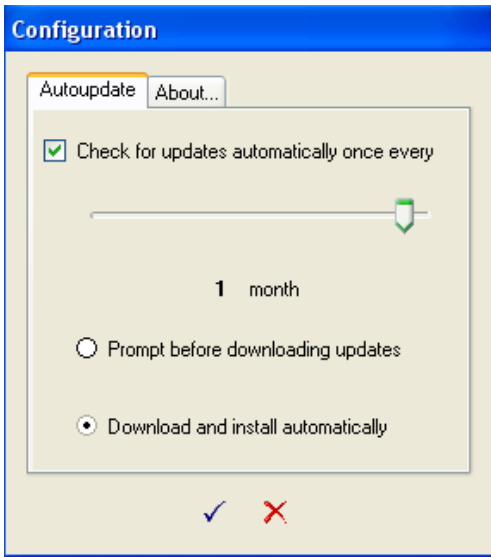 Configuration
Autoupdate About...
Check for updates automatically once every
1 month
Prompt before downloading updates
Download and install automatically